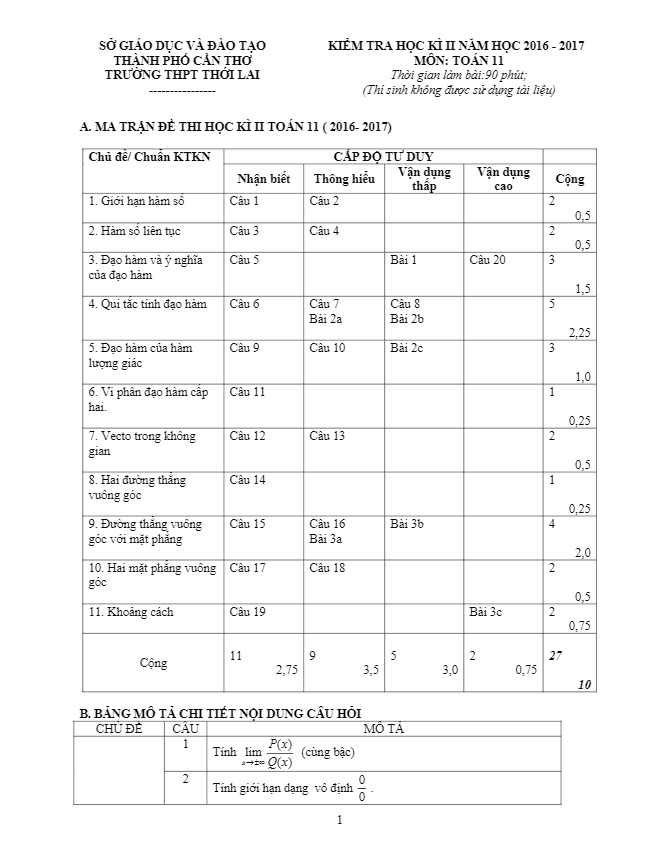 SỞ GIÁO DỤC VÀ ĐÀO TẠO
THÀNH PHỐ CẦN THƠ
TRƯỜNG THPT THỚI LAI
----------------
KIỂM TRA HỌC KÌ II NĂM HỌC 2016 - 2017
MÔN: TOÁN 11
Thời gian làm bài:90 phút;
(Thí sinh không được sử dụng tài liệu)
A. MA TRẬN ĐỀ THI HỌC KÌ II TOÁN 11 ( 2016- 2017)
Chủ đề/ Chuẩn KTKN CẤP ĐỘ TƯ DUY
Nhận biết Thông hiểu Vận dụng thấp Vận dụng cao Cộng
1. Giới hạn hàm số Câu 1 Câu 2 2
0,5
2. Hàm số liên tục Câu 3 Câu 4 2
0,5
3. Đạo hàm và ý nghĩa Câu 5 Bài 1 Câu 20 3
của đạo hàm
1,5
4. Qui tắc tính đạo hàm Câu 6 Câu 7 Câu 8 5
Bài 2a Bài 2b
2,25
5. Đạo hàm của hàm Câu 9 Câu 10 Bài 2c 3
lượng giác
1,0
6. Vi phân đạo hàm cấp Câu 11 1
hai.
0,25
7. Vecto trong không Câu 12 Câu 13 2
gian
0,5
8. Hai đường thẳng Câu 14 1
vuông góc
0,25
9. Đường thẳng vuông Câu 15 Câu 16 Bài 3b 4
góc với mặt phẳng Bài 3a
2,0
10. Hai mặt phẳng vuông Câu 17 Câu 18 2
góc
0,5
11. Khoảng cách Câu 19 Bài 3c 2
0,75
Cộng 11 9 5 2 27
2,75 3,5 3,0 0,75
10
B. BẢNG MÔ TẢ CHI TIẾT NỘI DUNG CÂU HỎI
CHỦ ĐỀ CÂU MÔ TẢ
1 Tính lim x→±∞ P(x)/Q(x) (cùng bậc)
2 Tính giới hạn dạng vô định 0/0 .
1